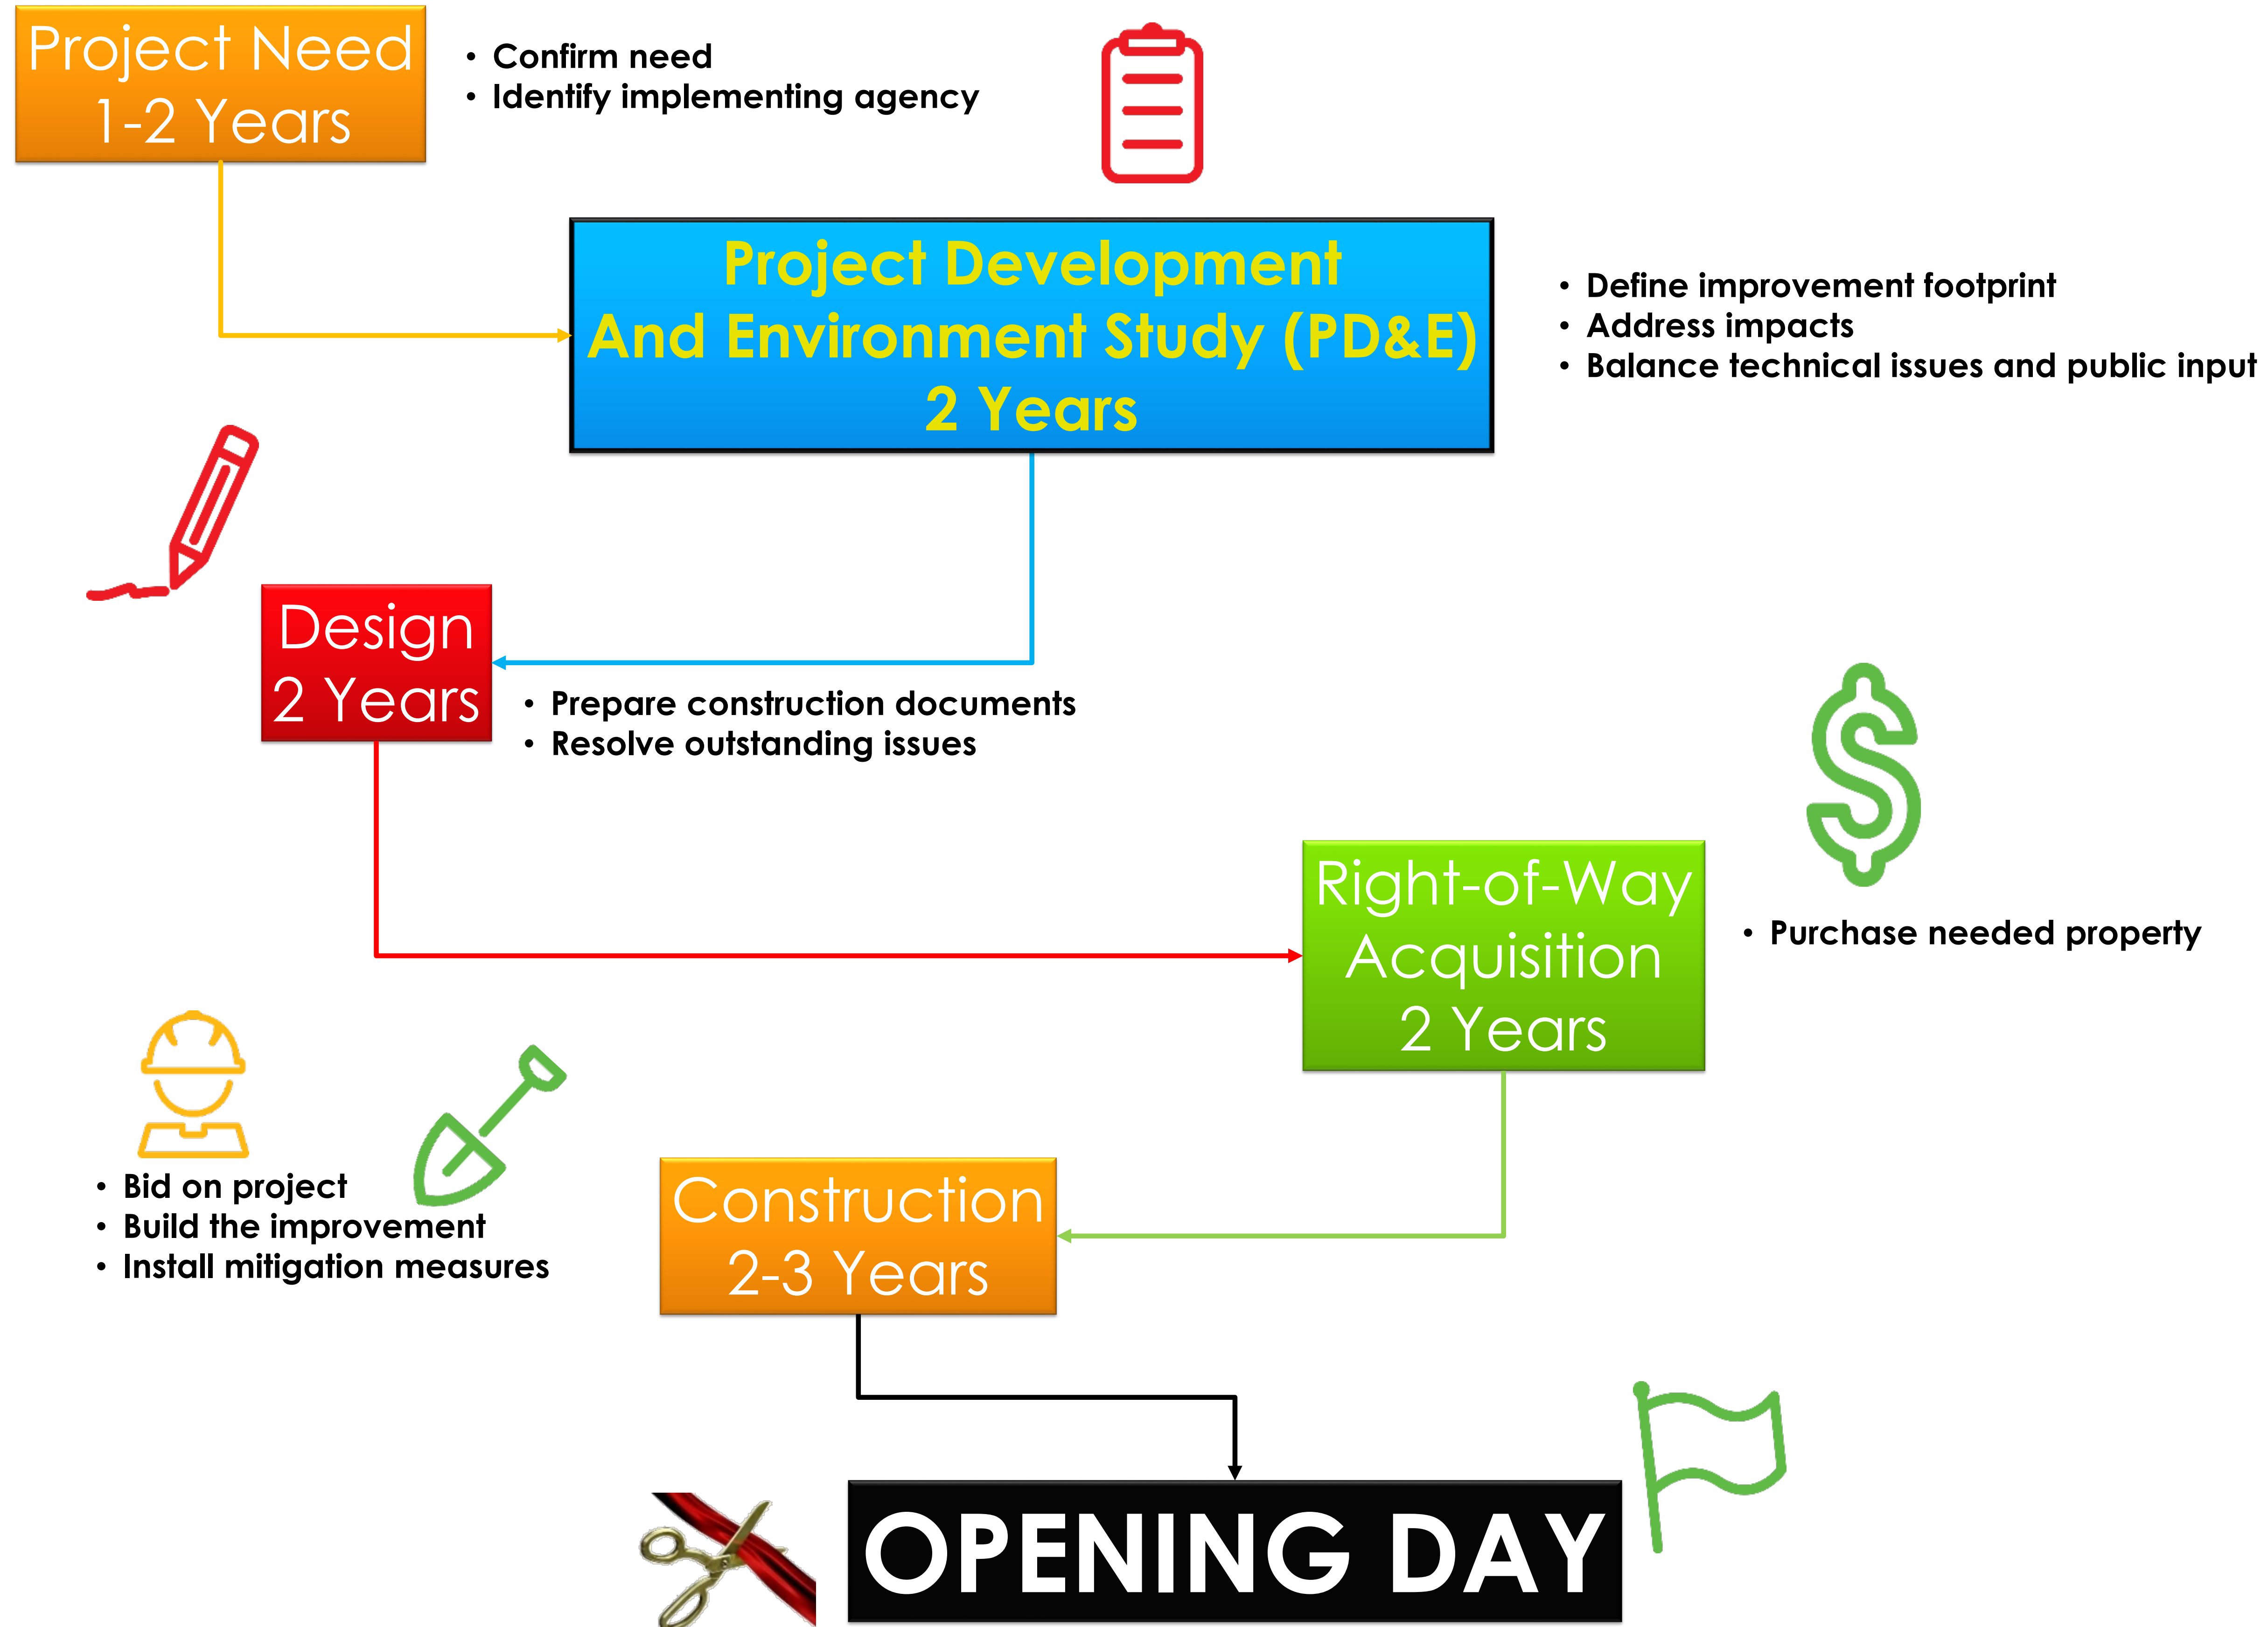 Project Need
1-2 Years
• Confirm need
• Identify implementing agency
Project Development
And Environment Study (PD&E)
2 Years
• Define improvement footprint
• Address impacts
• Balance technical issues and public input
Design
2 Years
• Prepare construction documents
• Resolve outstanding issues
Right-of-Way
Acquisition
2 Years
• Purchase needed property
• Bid on project
• Build the improvement
• Install mitigation measures
Construction
2-3 Years
OPENING DAY